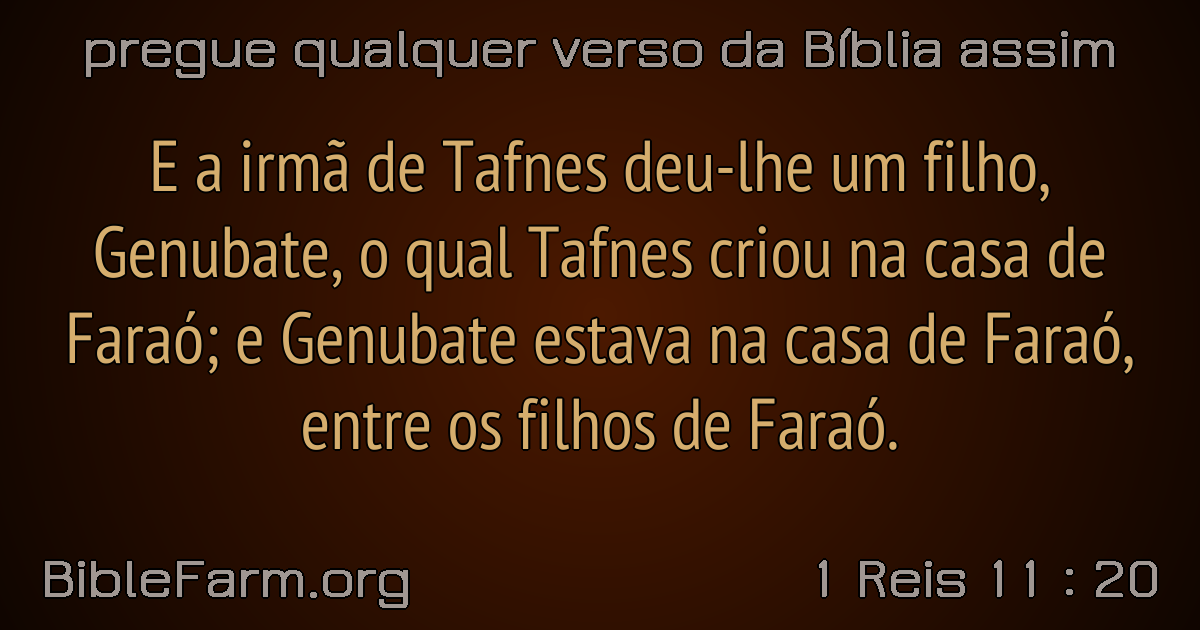 pregue qualquer verso da Bíblia assim
E a irmã de Tafnes deu-lhe um filho,
Genubate, o qual Tafnes criou na casa de
Faraó; e Genubate estava na casa de Faraó,
entre os filhos de Faraó.
BibleFarm.org
1 Reis 11 : 20